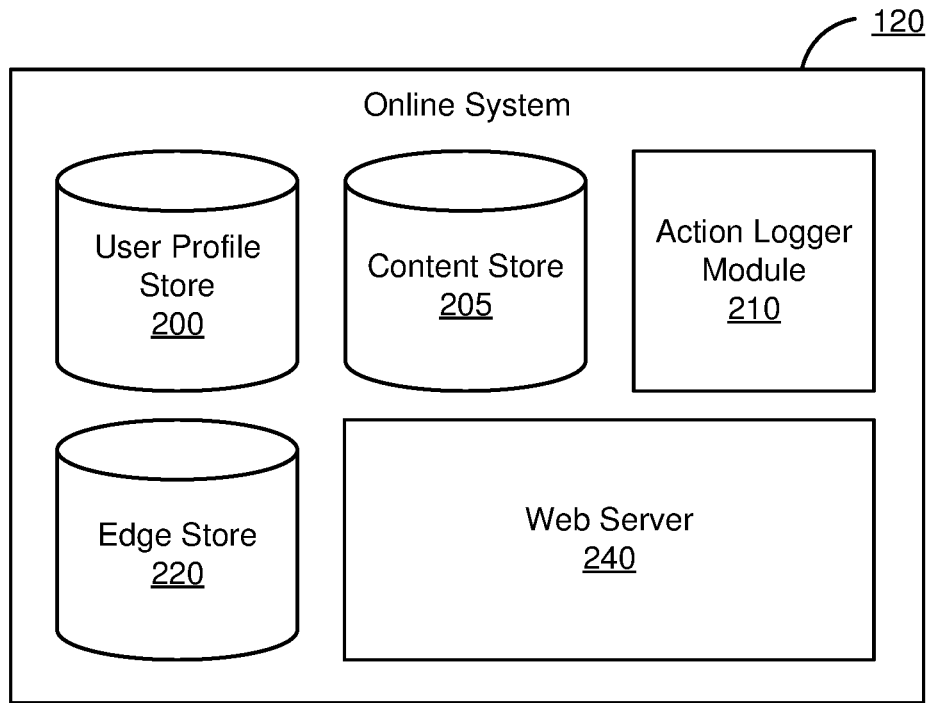 120
Online System
User Profile
Store
200
Content Store
205
Action Logger
Module
210
Edge Store
220
Web Server
240